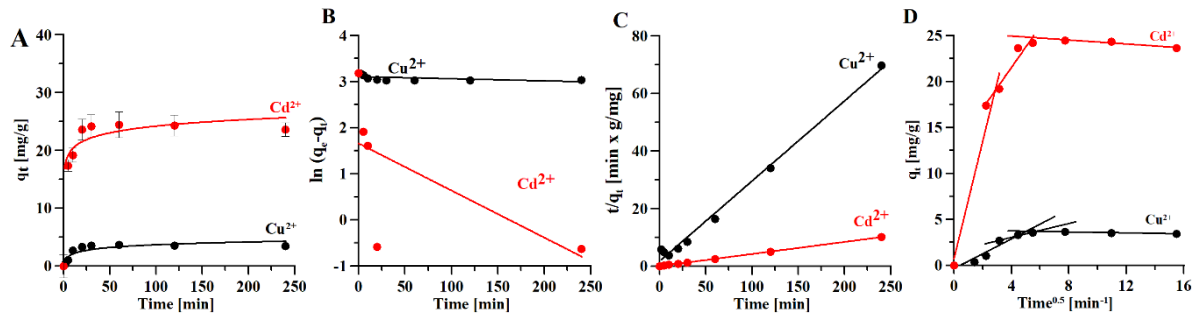 A
qt [mg/g]
50
40
30
20
10
0
0 50 100 150 200 250
Time [min]
Cd2+
Cu2+
B
ln (qe-qt)
5
4
3
2
1
0
-1
0 50 100 150 200 250
Time [min]
Cu2+
Cd2+
C
t/qt [min x g/mg]
80
60
40
20
0
0 50 100 150 200 250
Time [min]
Cu2+
Cd2+
D
qt [mg/g]
25
20
15
10
5
0
0 4 8 12 16
Time0.5 [min-1]
Cd2+
Cu2+